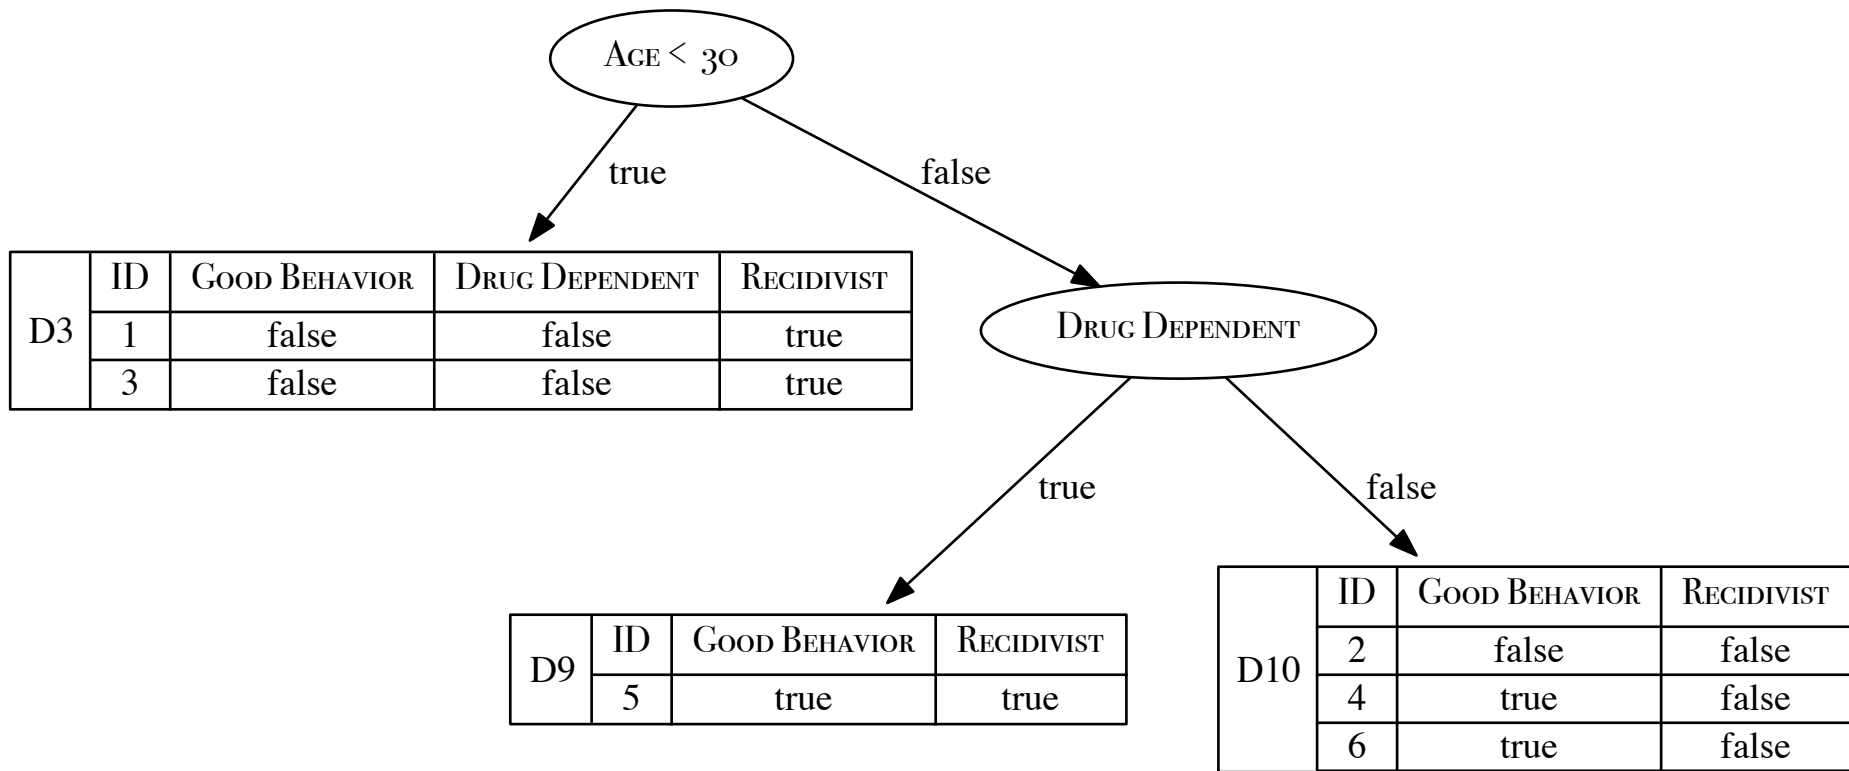 Age < 30
true
false
D3
ID Good Behavior Drug Dependent Recidivist
1 false false true
3 false false true
Drug Dependent
true
false
D9
ID Good Behavior Recidivist
5 true true
D10
ID Good Behavior Recidivist
2 false false
4 true false
6 true false